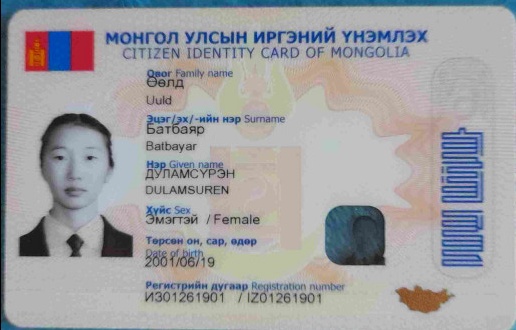 МОНГОЛ УЛСЫН ИРГЭНИЙ ҮНЭМЛЭХ
CITIZEN IDENTITY CARD OF MONGOLIA
Овог Family name
Өөлд
Uuld
Эцэг/эх/-ийн нэр Surname
Батбаяр
Batbayar
Нэр Given name
ДУЛАМСҮРЭН
DULAMSUREN
Хүйс Sex
Эмэгтэй / Female
Төрсөн он, сар, өдөр
Date of birth
2001/06/19
Регистрийн дугаар Registration number
ИЗ01261901 / IZ01261901